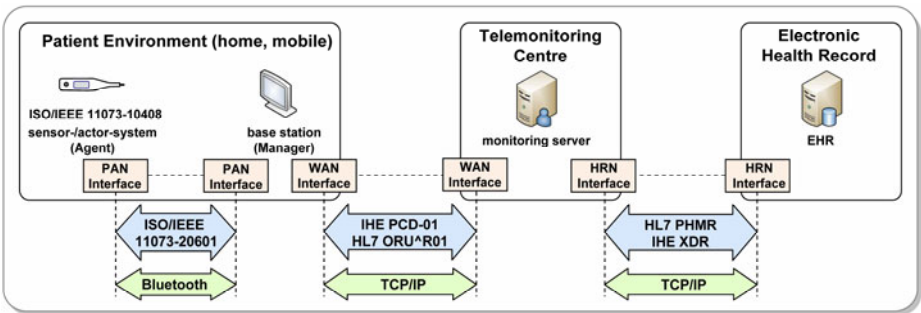 Patient Environment (home, mobile)
ISO/IEEE 11073-10408
sensor-/actor-system
(Agent)
base station
(Manager)
Telemonitoring
Centre
monitoring server
Electronic
Health Record
EHR
PAN
Interface
PAN
Interface
WAN
Interface
WAN
Interface
HRN
Interface
HRN
Interface
ISO/IEEE
11073-20601
IHE PCD-01
HL7 ORU^R01
HL7 PHMR
IHE XDR
Bluetooth
TCP/IP
TCP/IP